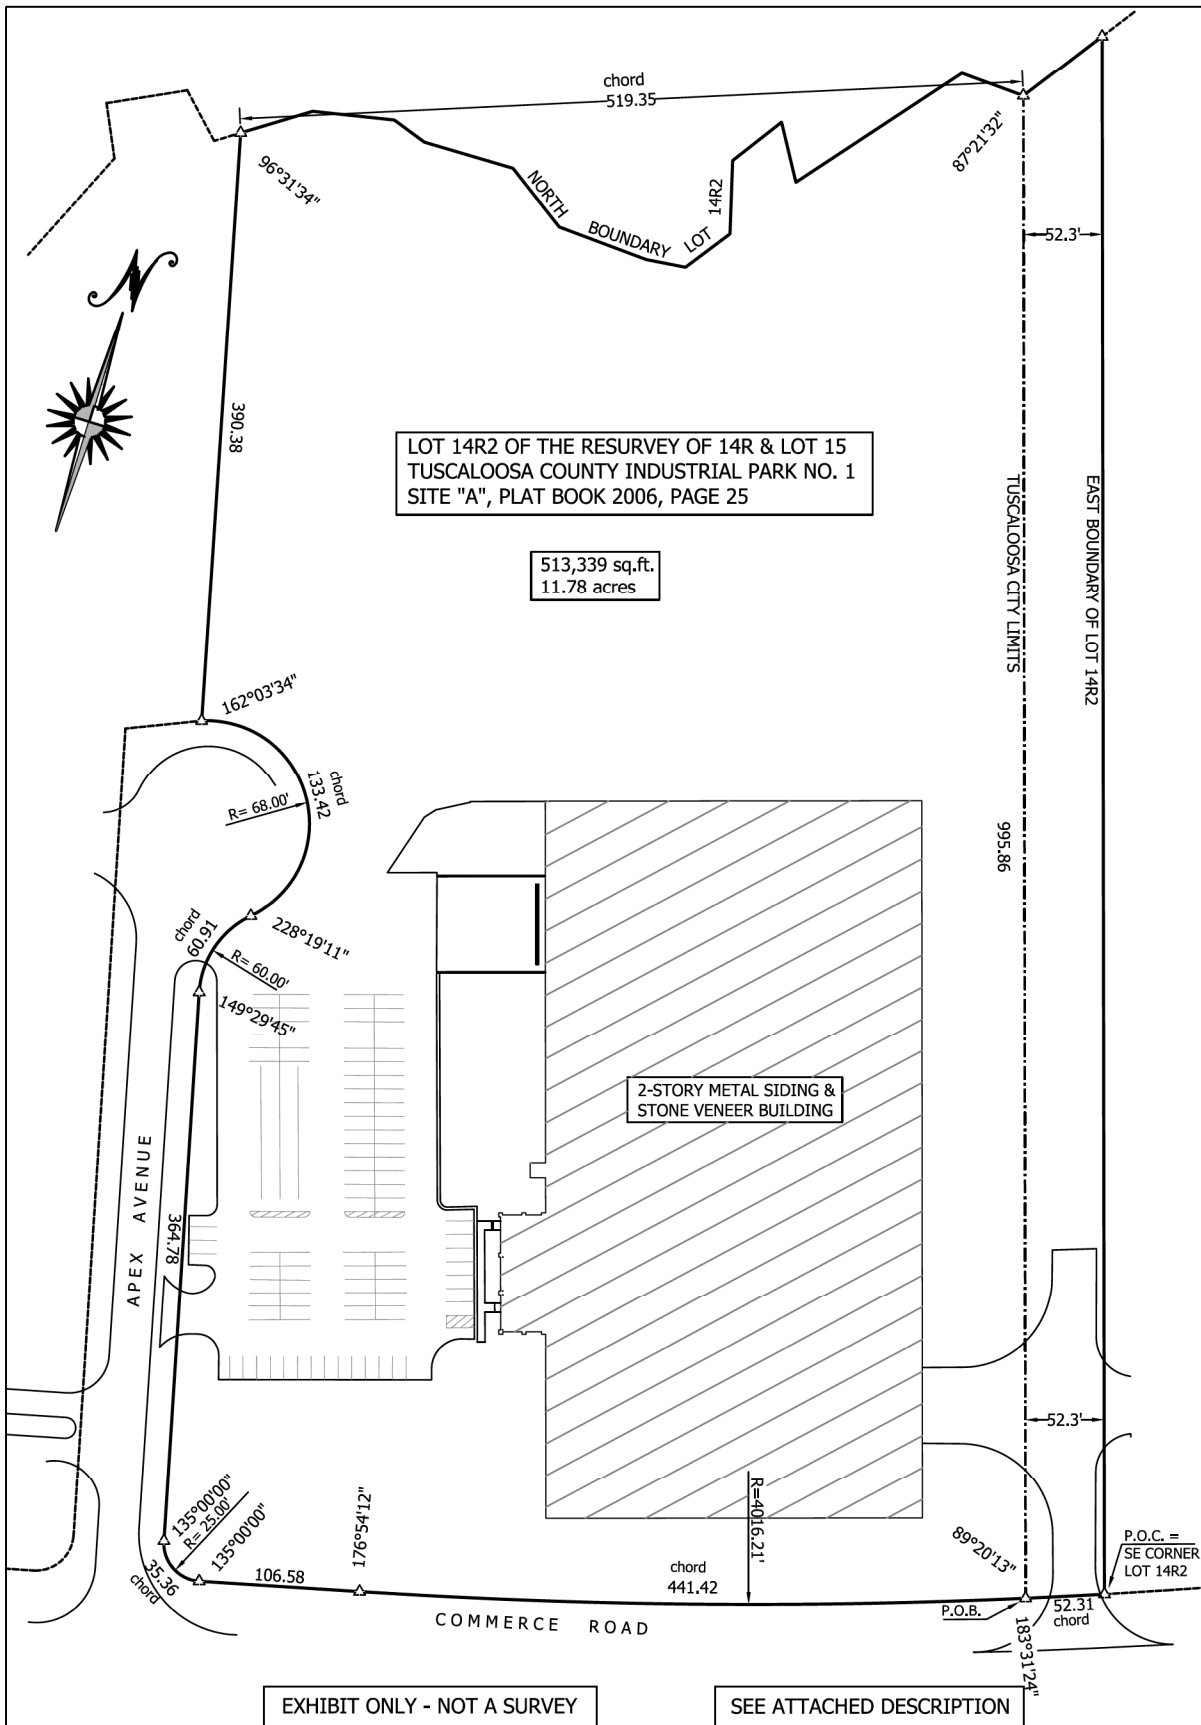 chord
519.35
96°31'34"
87°21'32"
NORTH BOUNDARY LOT 14R2
52.3'
N
390.38
LOT 14R2 OF THE RESURVEY OF 14R & LOT 15
TUSCALOOSA COUNTY INDUSTRIAL PARK NO. 1
SITE "A", PLAT BOOK 2006, PAGE 25
513,339 sq.ft.
11.78 acres
TUSCALOOSA CITY LIMITS
EAST BOUNDARY OF LOT 14R2
162°03'34"
chord
133.42
R= 68.00'
995.86
chord
60.91
228°19'11"
R= 60.00'
149°29'45"
2-STORY METAL SIDING &
STONE VENEER BUILDING
APEX AVENUE
364.78
52.3'
135°00'00"
R= 25.00'
135°00'00"
35.36
chord
106.58
176°54'12"
R=4016.21'
chord
441.42
89°20'13"
P.O.C. =
SE CORNER
LOT 14R2
P.O.B.
52.31
chord
183°31'24"
COMMERCE ROAD
EXHIBIT ONLY - NOT A SURVEY
SEE ATTACHED DESCRIPTION